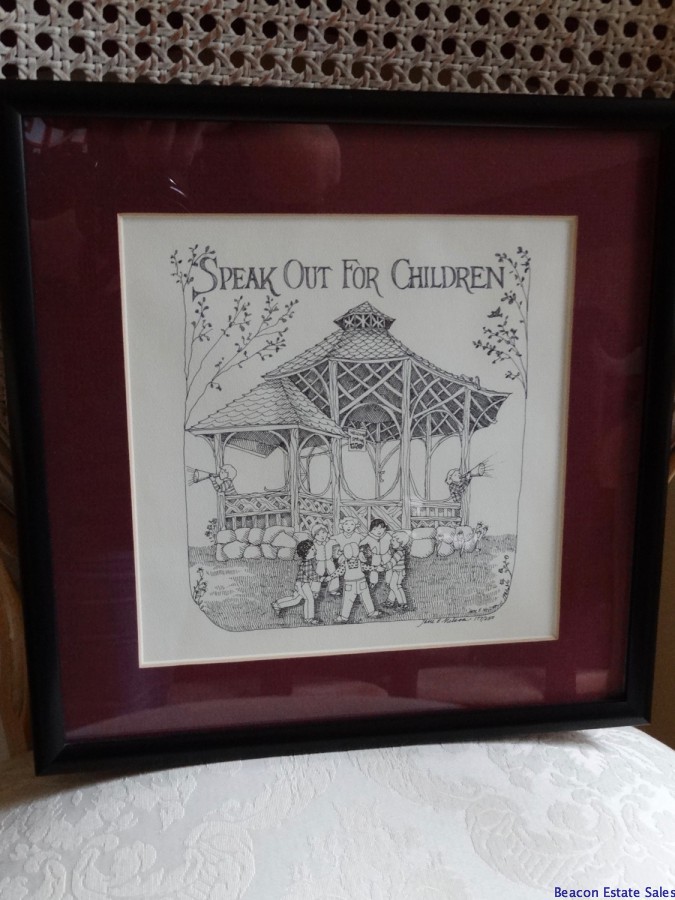 SPEAK OUT FOR CHILDREN
Beacon Estate Sales